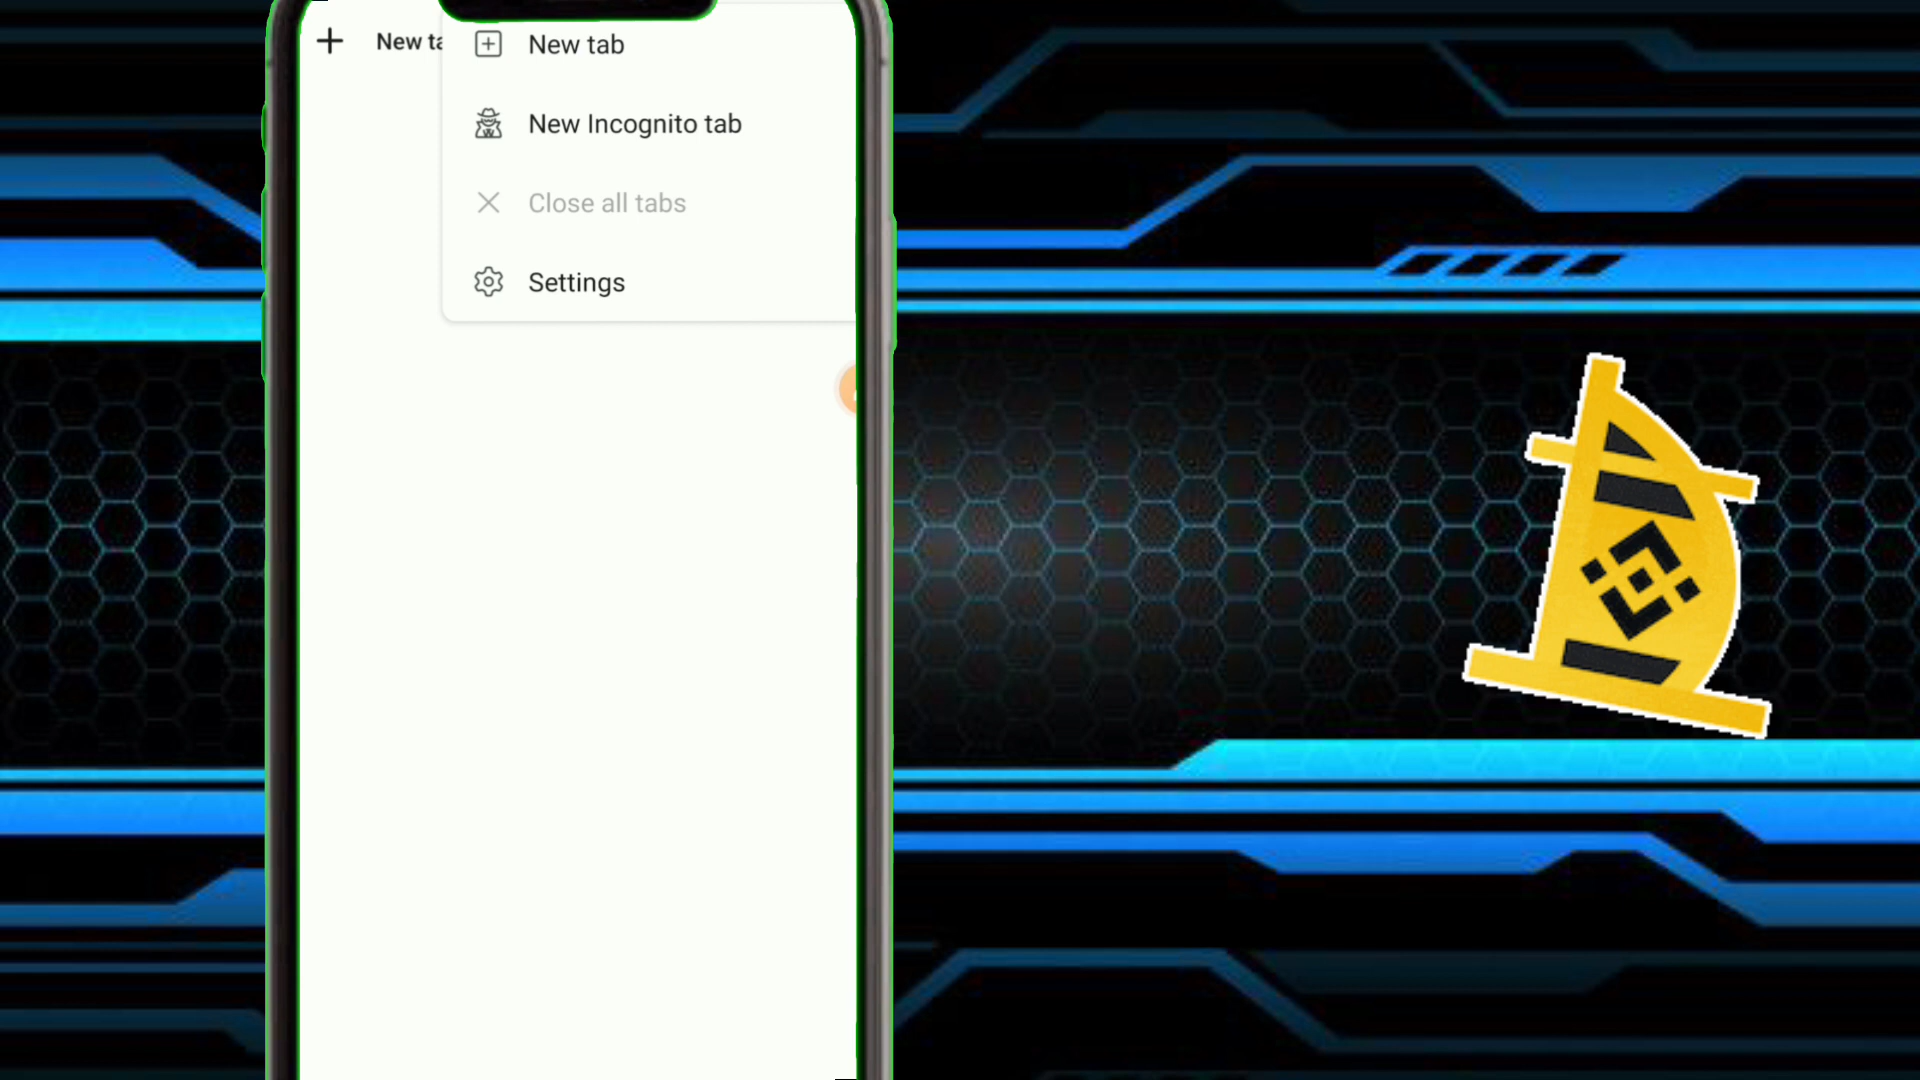 New ta
New tab
New Incognito tab
Close all tabs
Settings